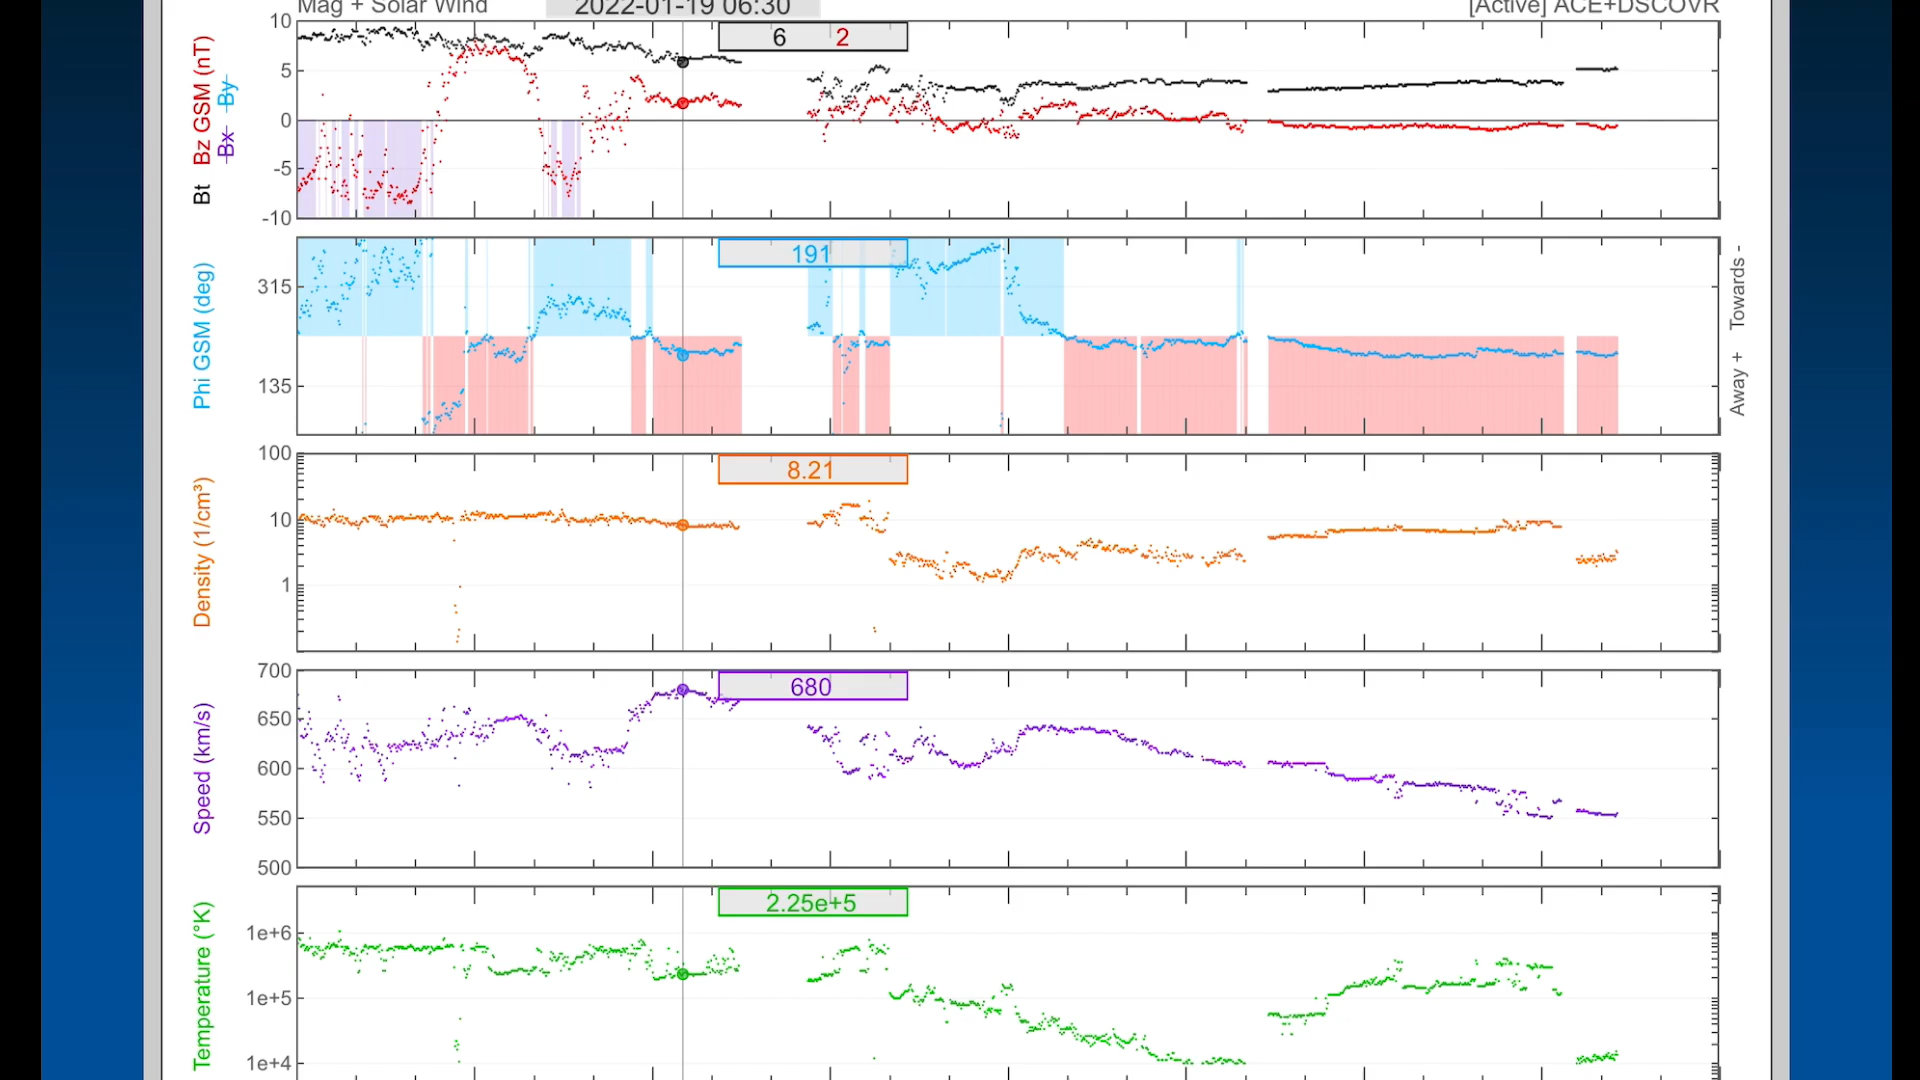 Mag + Solar Wind
2022-01-19 06:30
[Active] ACE+DSCOVR
6 2
10
5
0
-5
-10
Bt Bz GSM (nT)
Bx By
191
315
135
Phi GSM (deg)
Away + Towards -
8.21
100
10
1
Density (1/cm³)
680
700
650
600
550
500
Speed (km/s)
2.25e+5
1e+6
1e+5
1e+4
Temperature (°K)